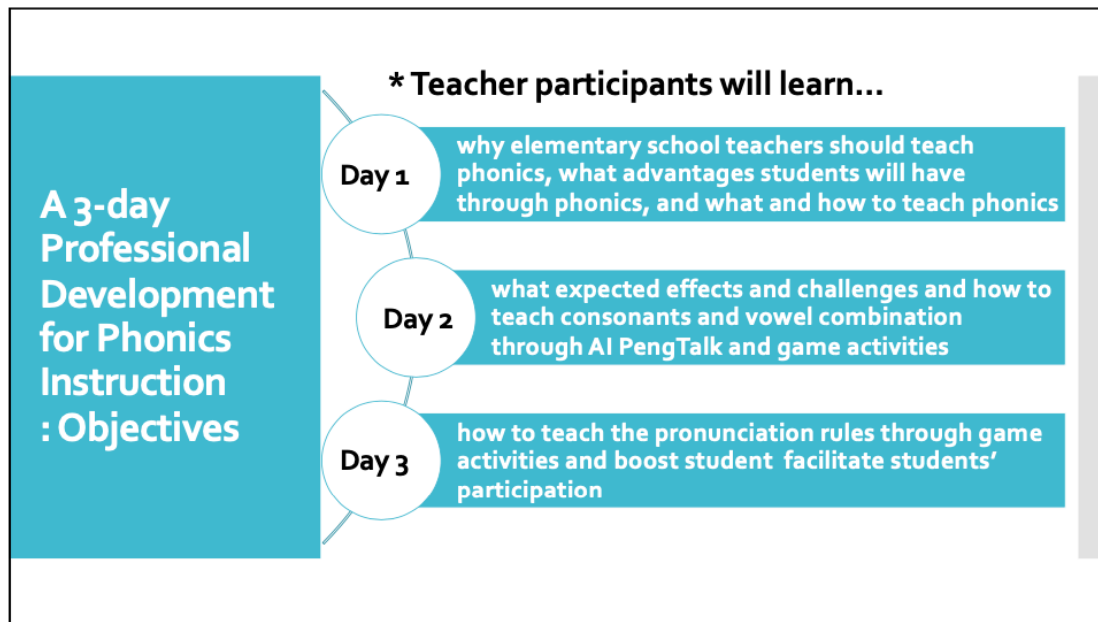 * Teacher participants will learn...
A 3-day
Professional
Development
for Phonics
Instruction
: Objectives
Day 1
why elementary school teachers should teach
phonics, what advantages students will have
through phonics, and what and how to teach phonics
Day 2
what expected effects and challenges and how to
teach consonants and vowel combination
through AI PengTalk and game activities
Day 3
how to teach the pronunciation rules through game
activities and boost student facilitate students'
participation